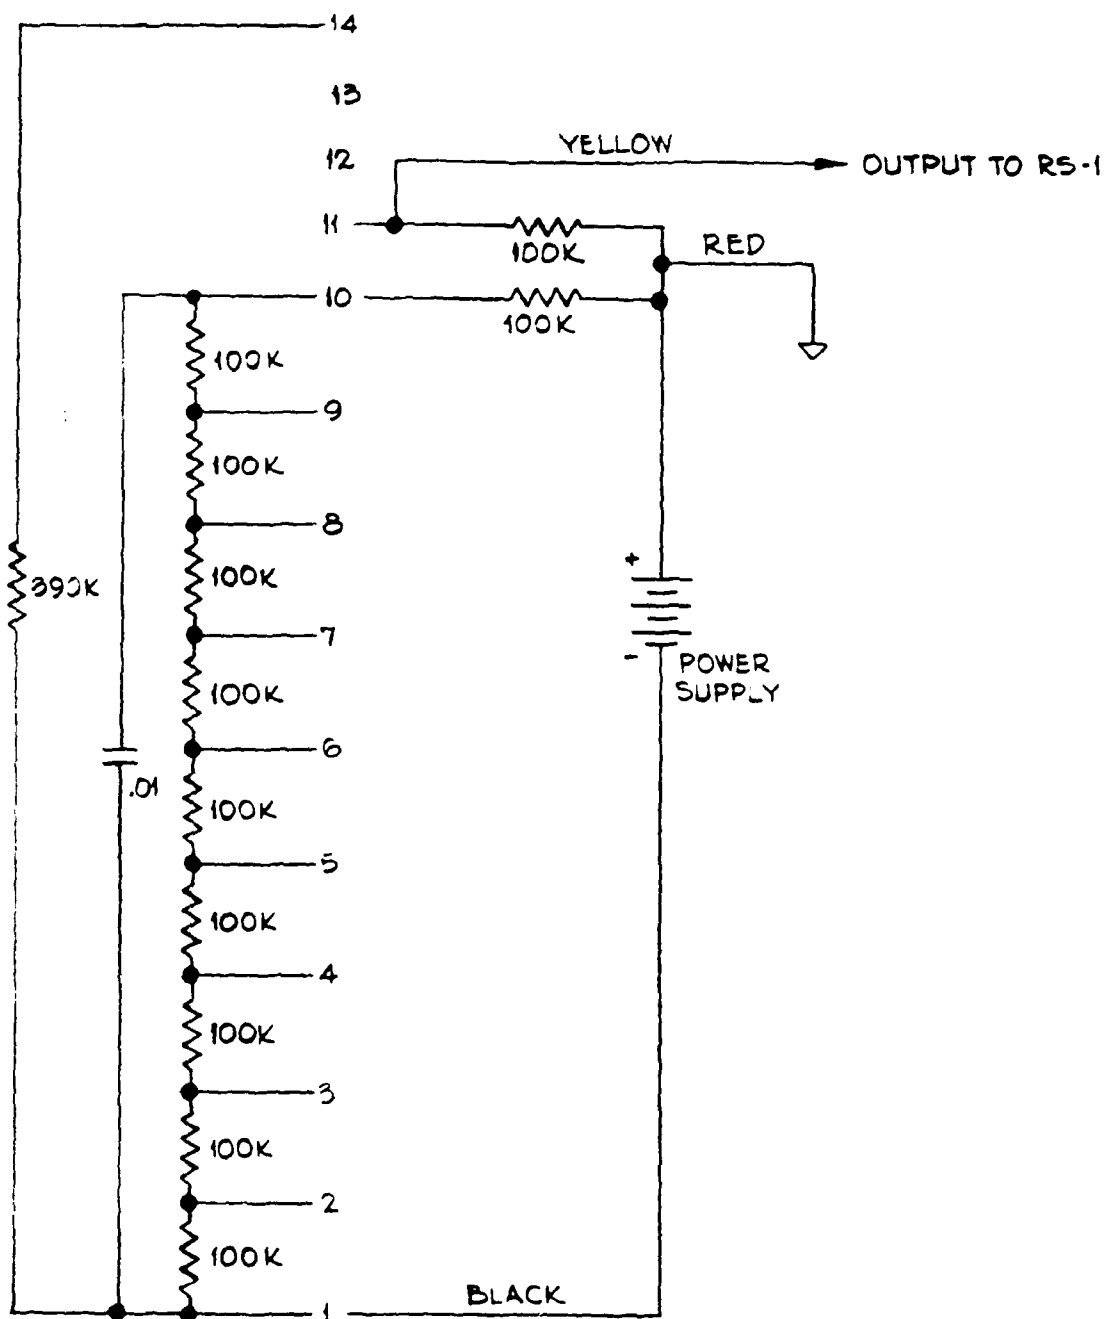 14
13
12
YELLOW
OUTPUT TO RS-1
11
100K
RED
10
100K
100K
9
100K
8
390K
100K
7
+
-
POWER
SUPPLY
100K
6
.01
100K
5
100K
4
100K
3
100K
2
100K
1
BLACK